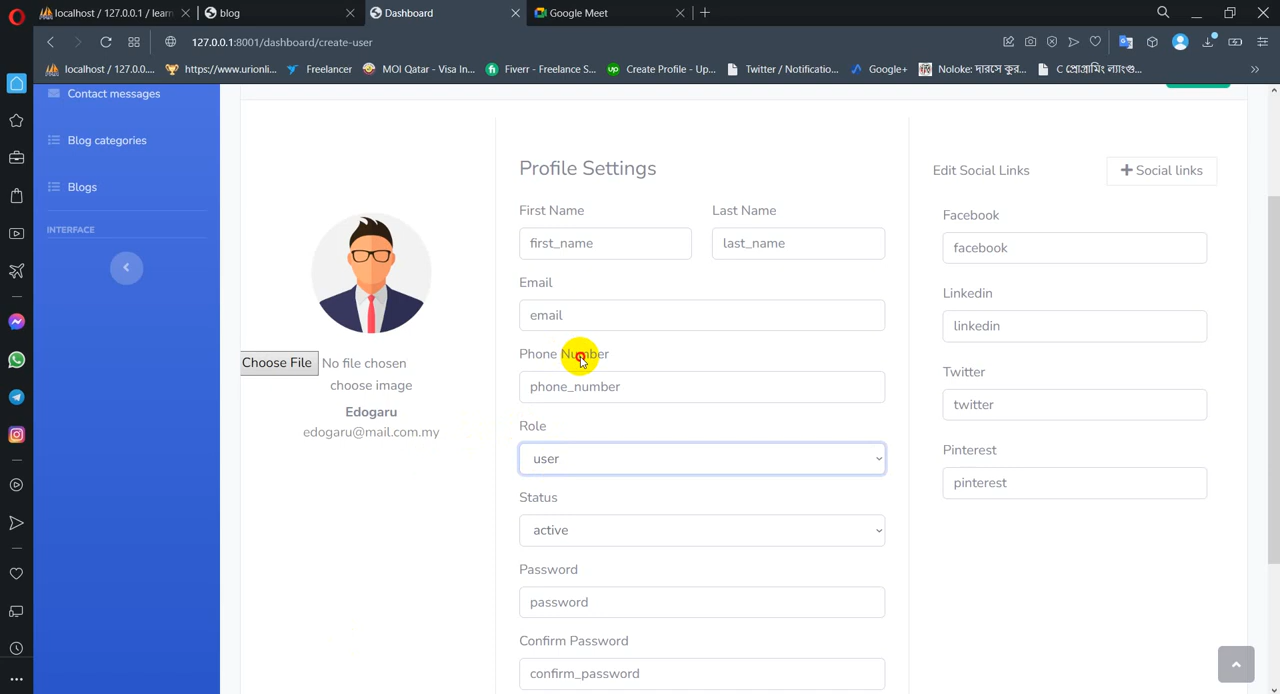 localhost / 127.0.0.1 / learn
blog
Dashboard
Google Meet
127.0.0.1:8001/dashboard/create-user
localhost / 127.0.0....
https://www.urionli...
Freelancer
MOI Qatar - Visa In...
Fiverr - Freelance S...
Create Profile - Up...
Twitter / Notificatio...
Google+
Noloke: দারসে কুর...
C প্রোগ্রামিং ল্যাংগু...
Contact messages
Blog categories
Blogs
INTERFACE
Choose File No file chosen
choose image
Edogaru
edogaru@mail.com.my
Profile Settings
First Name
Last Name
first_name
last_name
Email
email
Phone Number
phone_number
Role
user
Status
active
Password
password
Confirm Password
confirm_password
Edit Social Links
Social links
Facebook
facebook
Linkedin
linkedin
Twitter
twitter
Pinterest
pinterest